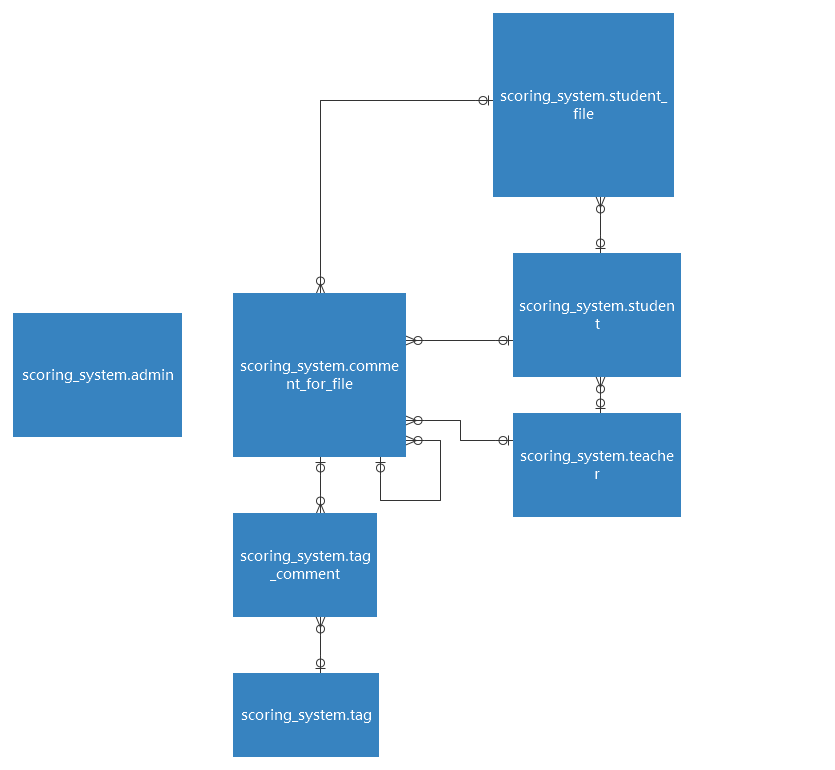 scoring_system.student_
file
scoring_system.studen
t
scoring_system.admin
scoring_system.comme
nt_for_file
scoring_system.teache
r
scoring_system.tag
_comment
scoring_system.tag